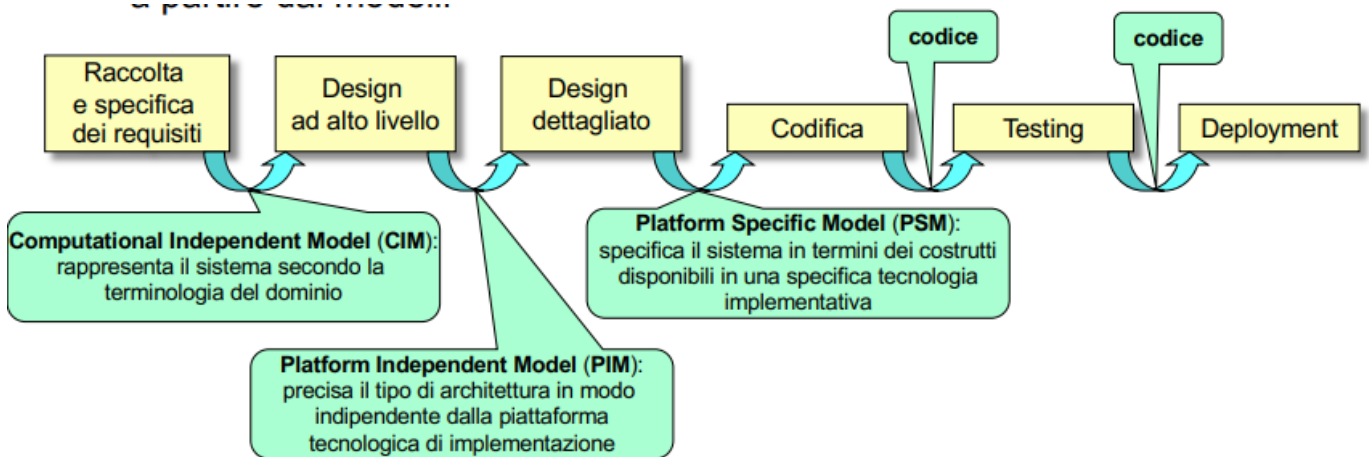 a partire dai modelli
codice
codice
Raccolta
e specifica
dei requisiti
Design
ad alto livello
Design
dettagliato
Codifica
Testing
Deployment
Computational Independent Model (CIM):
rappresenta il sistema secondo la
terminologia del dominio
Platform Specific Model (PSM):
specifica il sistema in termini dei costrutti
disponibili in una specifica tecnologia
implementativa
Platform Independent Model (PIM):
precisa il tipo di architettura in modo
indipendente dalla piattaforma
tecnologica di implementazione